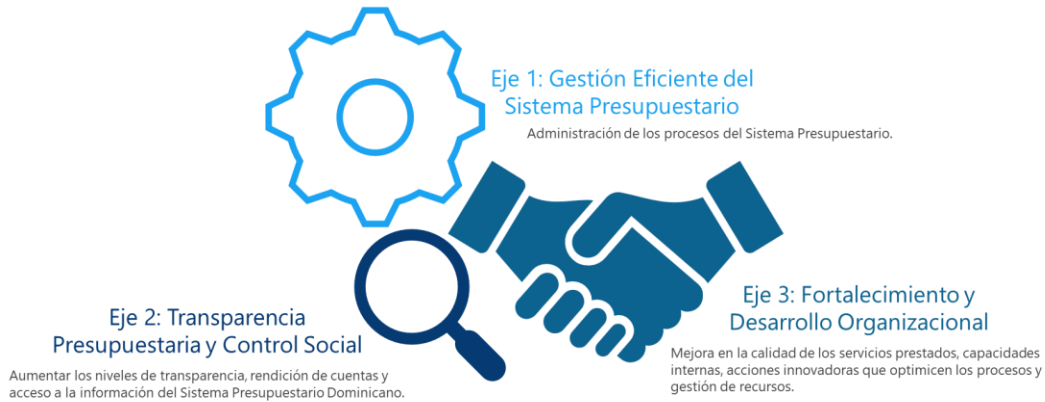 Eje 1: Gestión Eficiente del
Sistema Presupuestario
Administración de los procesos del Sistema Presupuestario.
Eje 2: Transparencia
Presupuestaria y Control Social
Aumentar los niveles de transparencia, rendición de cuentas y
acceso a la información del Sistema Presupuestario Dominicano.
Eje 3: Fortalecimiento y
Desarrollo Organizacional
Mejora en la calidad de los servicios prestados, capacidades
internas, acciones innovadoras que optimicen los procesos y
gestión de recursos.